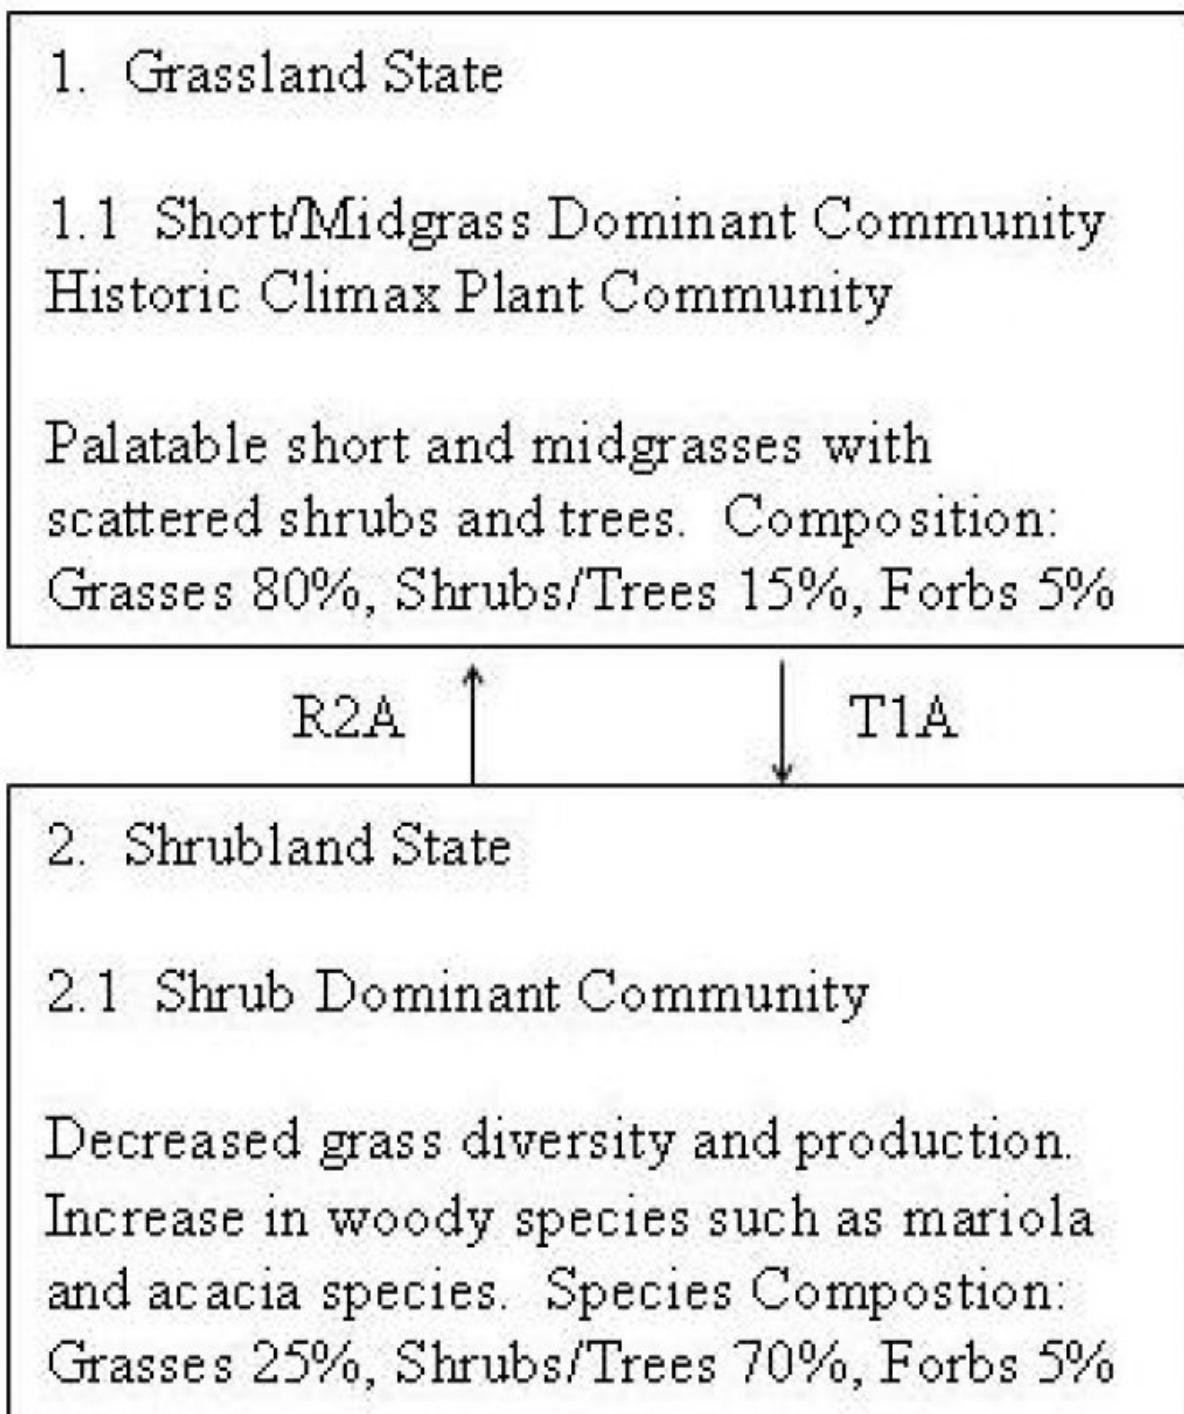 1. Grassland State
1.1 Short/Midgrass Dominant Community
Historic Climax Plant Community
Palatable short and midgrasses with
scattered shrubs and trees. Composition:
Grasses 80%, Shrubs/Trees 15%, Forbs 5%
R2A
T1A
2. Shrubland State
2.1 Shrub Dominant Community
Decreased grass diversity and production.
Increase in woody species such as mariola
and acacia species. Species Compostion:
Grasses 25%, Shrubs/Trees 70%, Forbs 5%